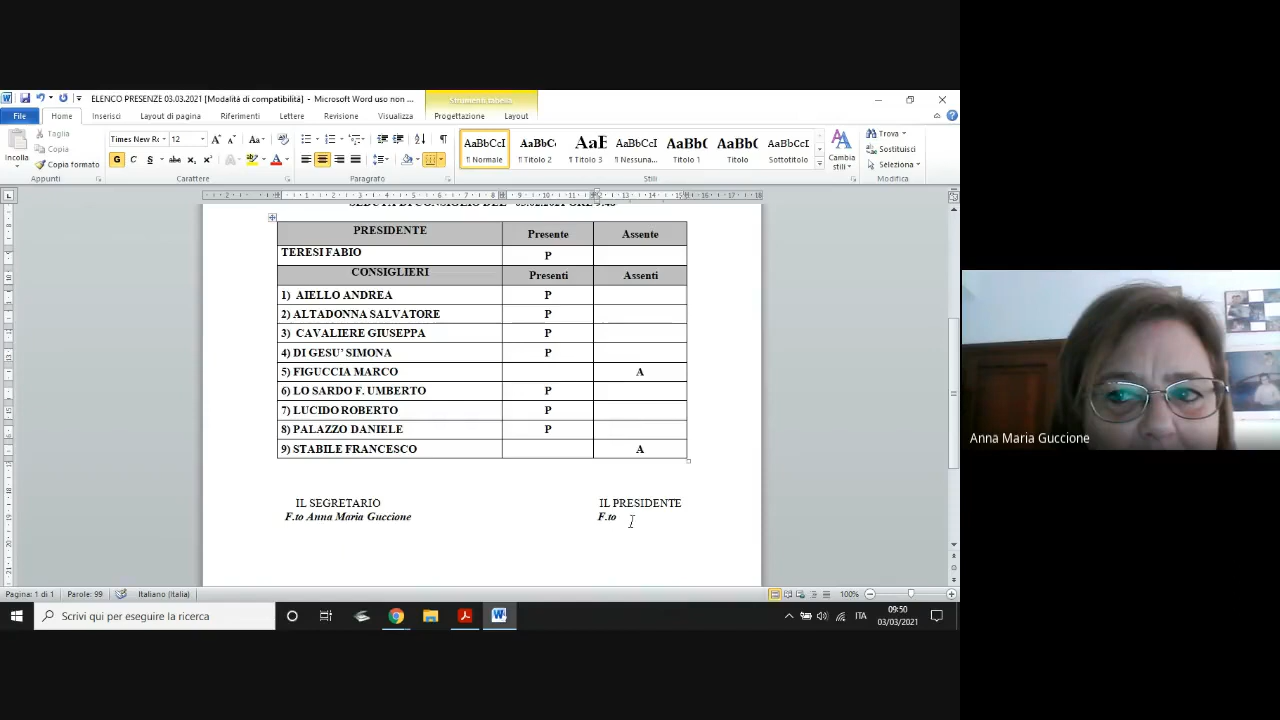 ELENCO PRESENZE 03.03.2021 [Modalità di compatibilità] - Microsoft Word uso non ...
Strumenti tabella
File Home Inserisci Layout di pagina Riferimenti Lettere Revisione Visualizza Progettazione Layout
Incolla
Taglia
Copia
Copia formato
Times New Ro 12
G C S abc x₂ x² A
AaBbCcI AaBbC AaE AaBbCcI AaBbC AaBbC AaBbCcI
¶ Normale ¶ Titolo 2 ¶ Titolo 3 ¶ Nessuna... Titolo 1 Titolo Sottotitolo
Cambia stili
Trova
Sostituisci
Seleziona
Appunti Carattere Paragrafo Stili Modifica
PRESIDENTE Presente Assente
TERESI FABIO P
CONSIGLIERI Presenti Assenti
1) AIELLO ANDREA P
2) ALTADONNA SALVATORE P
3) CAVALIERE GIUSEPPA P
4) DI GESU' SIMONA P
5) FIGUCCIA MARCO A
6) LO SARDO F. UMBERTO P
7) LUCIDO ROBERTO P
8) PALAZZO DANIELE P
9) STABILE FRANCESCO A
IL SEGRETARIO IL PRESIDENTE
F.to Anna Maria Guccione F.to
Anna Maria Guccione
Pagina: 1 di 1 Parole: 99 Italiano (Italia) 100%
Scrivi qui per eseguire la ricerca
ITA
09:50
03/03/2021